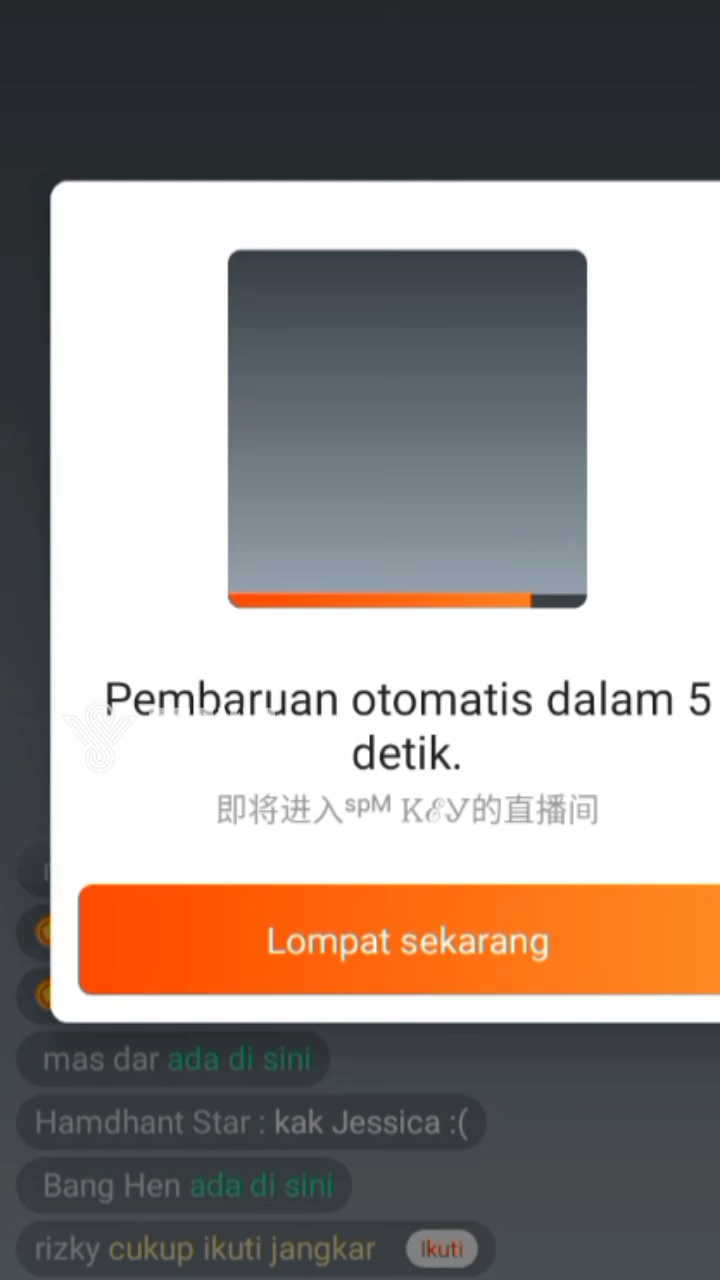 Pembaruan otomatis dalam 5
detik.
即将进入ˢᵖᴹ K𝓔𝒴的直播间
Lompat sekarang
mas dar ada di sini
Hamdhant Star : kak Jessica :(
Bang Hen ada di sini
rizky cukup ikuti jangkar Ikuti